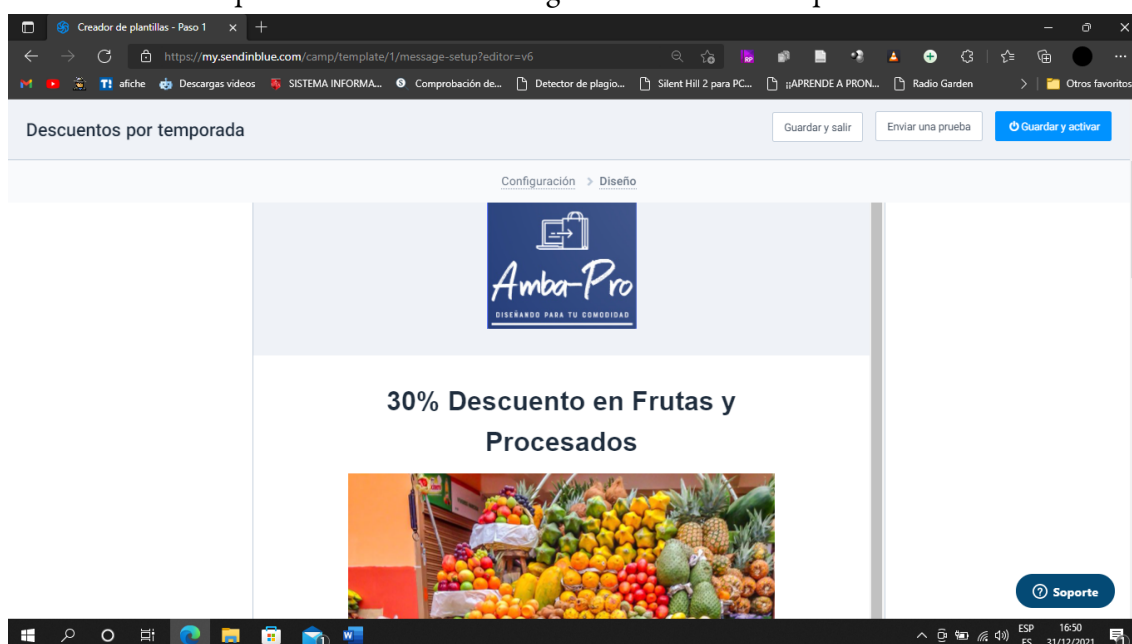 Creador de plantillas - Paso 1
https://my.sendinblue.com/camp/template/1/message-setup?editor=v6
afiche
Descargas videos
SISTEMA INFORMA...
Comprobación de...
Detector de plagio...
Silent Hill 2 para PC...
¡¡APRENDE A PRON...
Radio Garden
Otros favoritos
Descuentos por temporada
Guardar y salir
Enviar una prueba
Guardar y activar
Configuración > Diseño
Amba-Pro
DISEÑANDO PARA TU COMODIDAD
30% Descuento en Frutas y
Procesados
Soporte
ESP
16:50
ES
31/12/2021